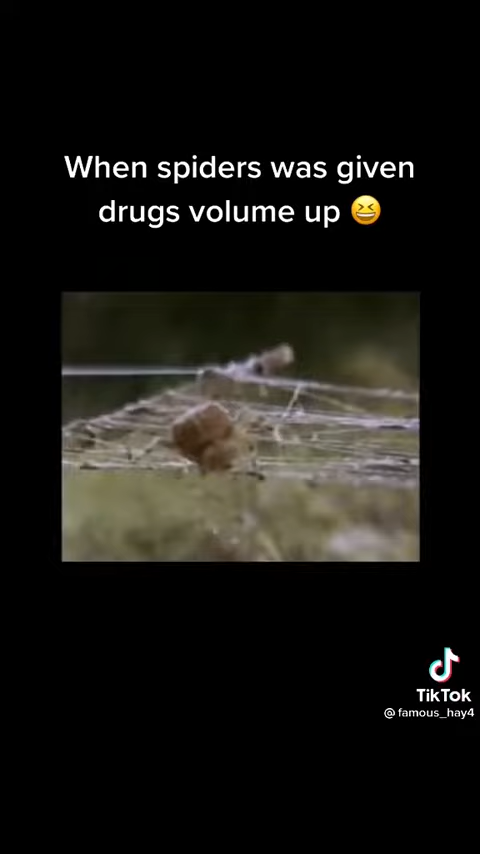 When spiders was given
drugs volume up 😆
TikTok
@famous_hay4